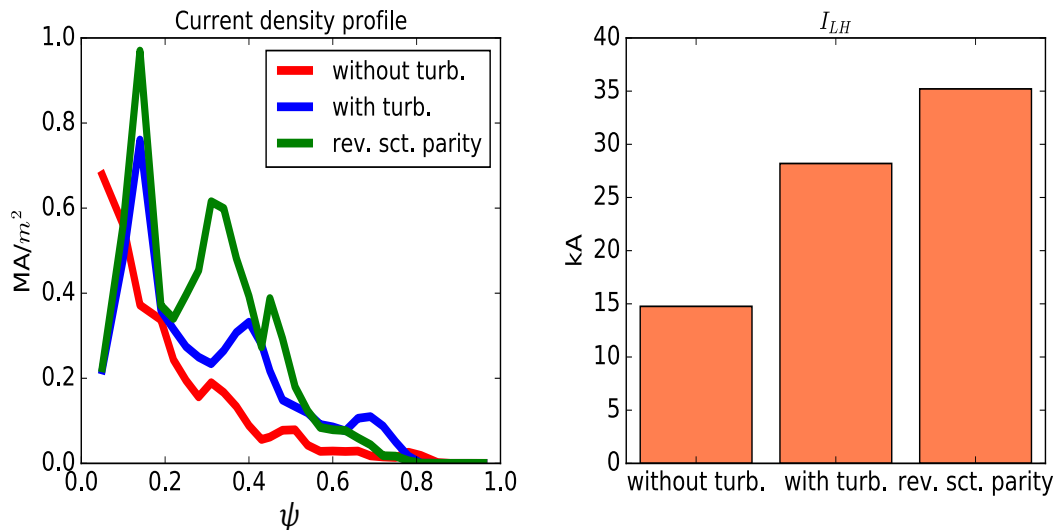 Current density profile
1.0
0.8
0.6
0.4
0.2
0.0
MA/m²
without turb.
with turb.
rev. sct. parity
0.0 0.2 0.4 0.6 0.8 1.0
ψ
I_{LH}
40
35
30
25
20
15
10
5
0
kA
without turb. with turb. rev. sct. parity